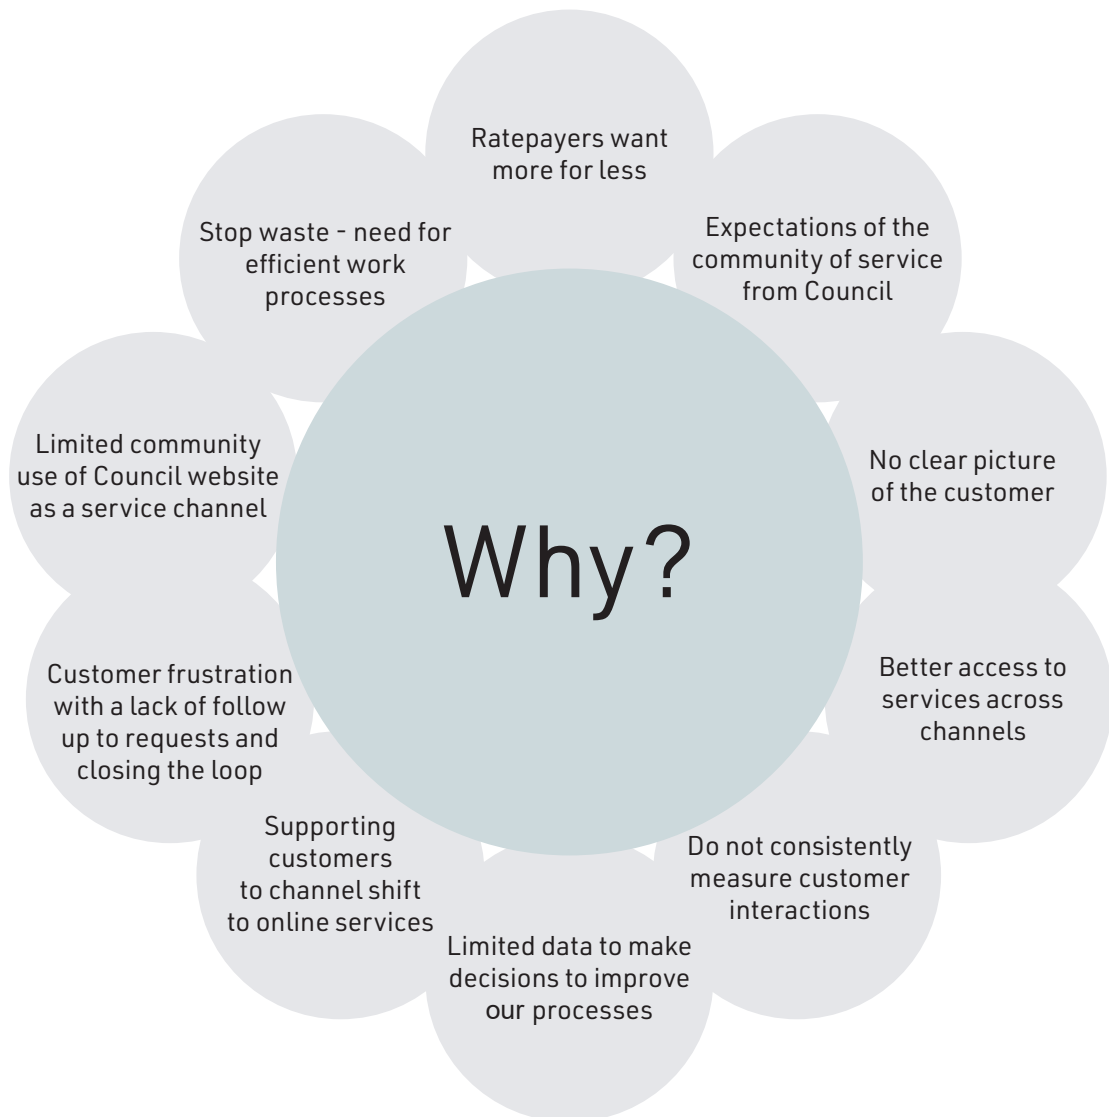 Ratepayers want
more for less
Expectations of the
community of service
from Council
No clear picture
of the customer
Better access to
services across
channels
Do not consistently
measure customer
interactions
Limited data to make
decisions to improve
our processes
Supporting
customers
to channel shift
to online services
Customer frustration
with a lack of follow
up to requests and
closing the loop
Limited community
use of Council website
as a service channel
Stop waste - need for
efficient work
processes
Why?